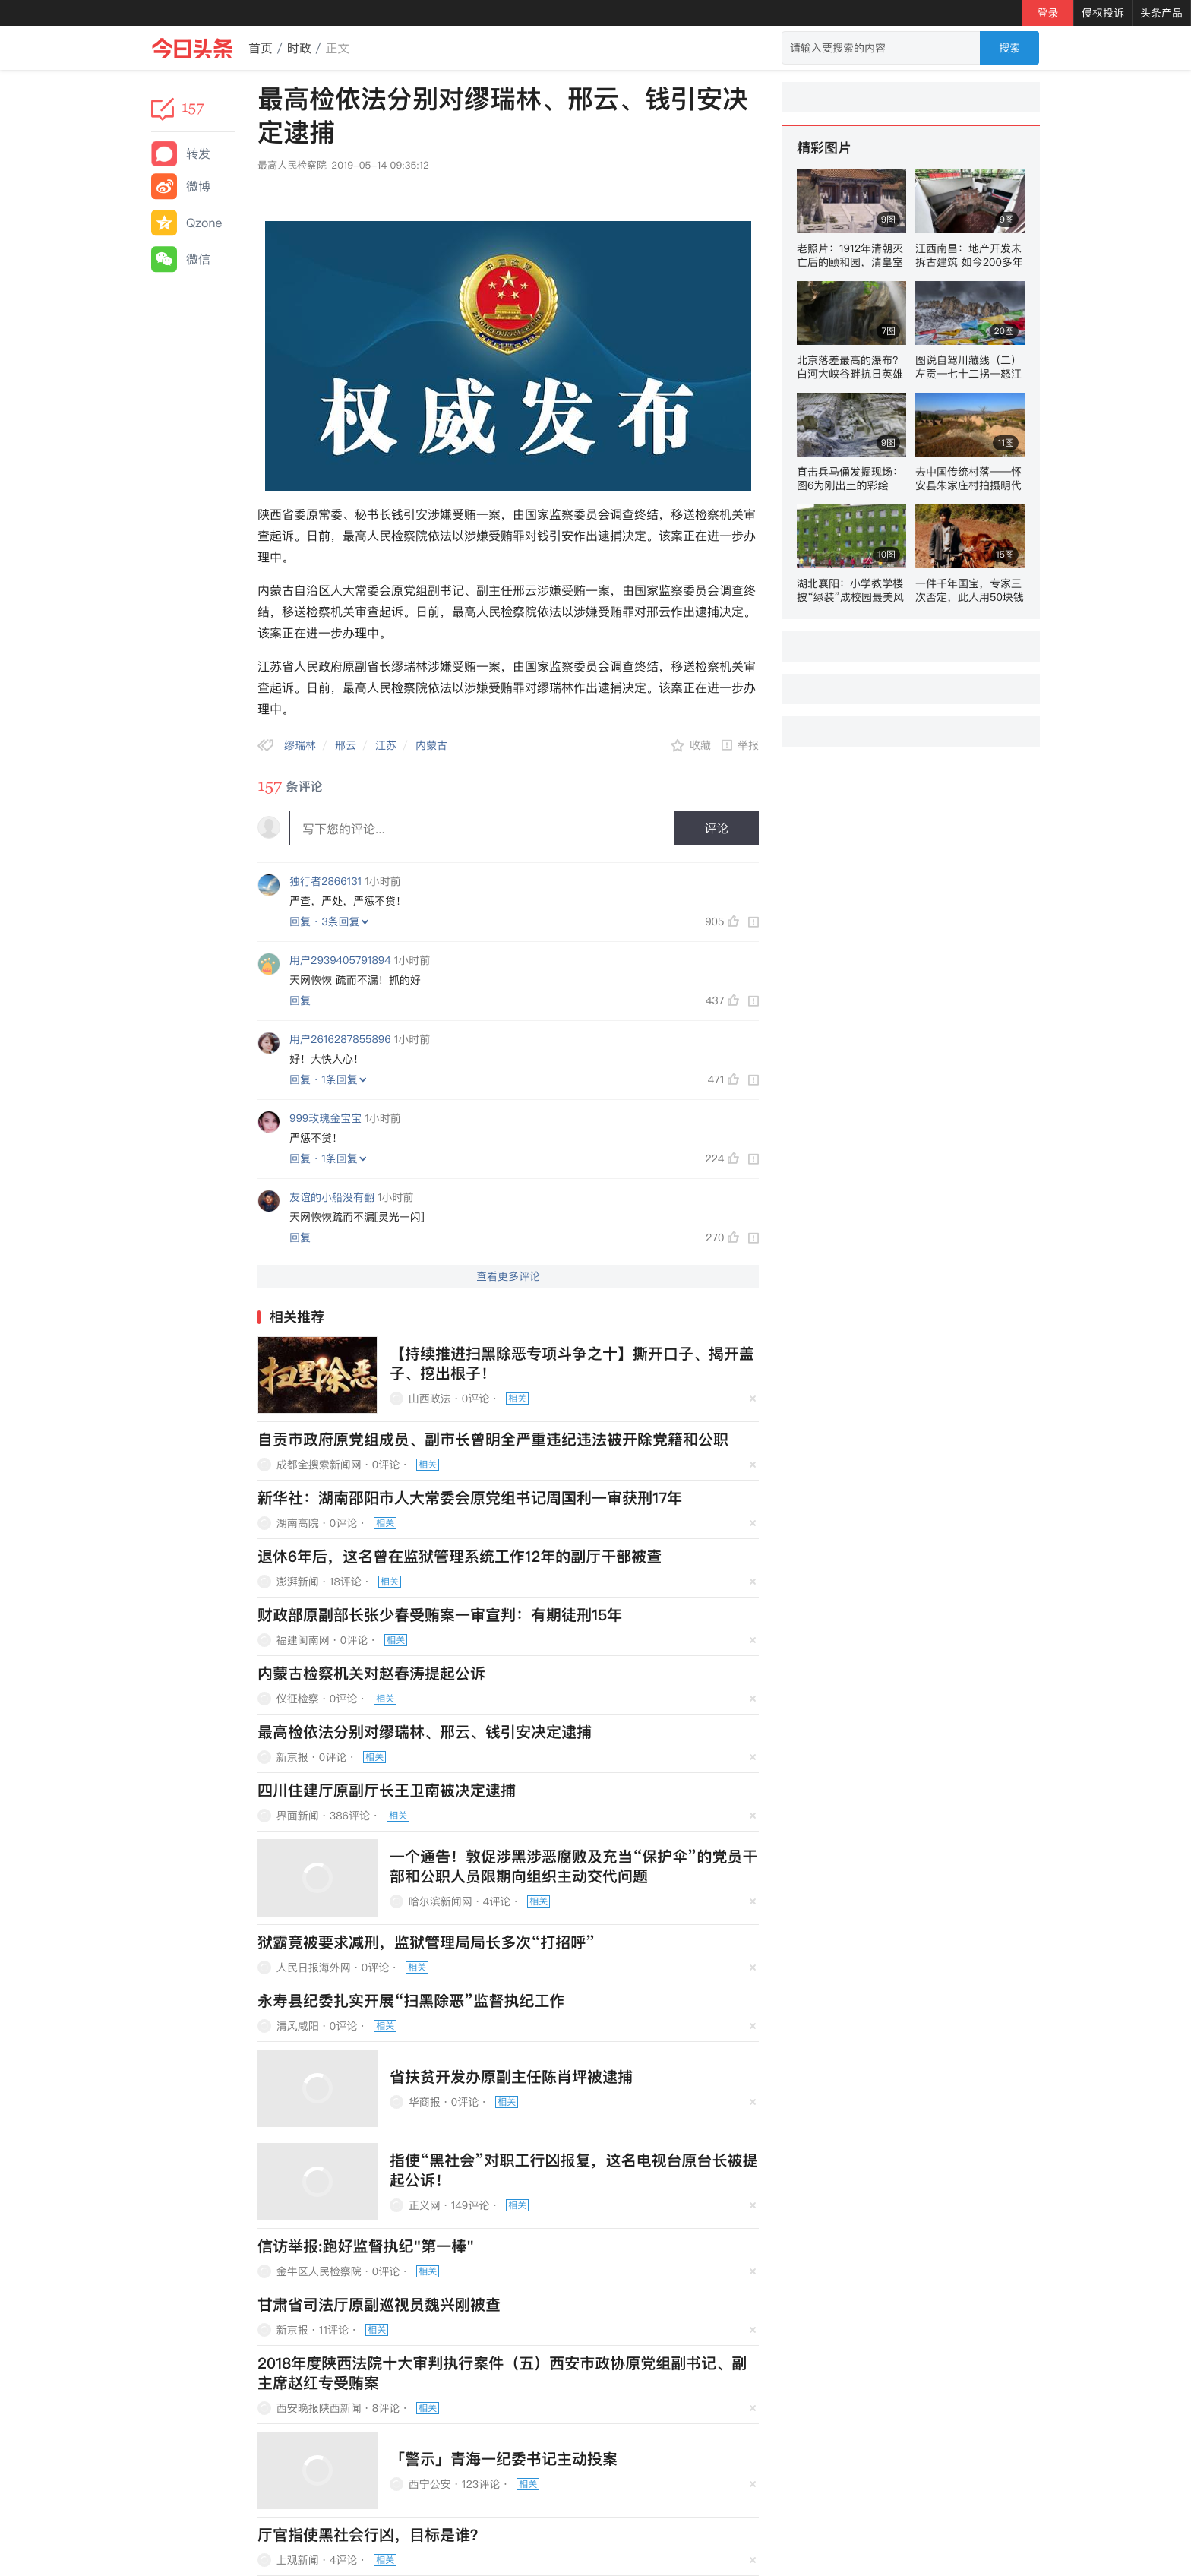 登录 侵权投诉 头条产品
今日头条 首页 / 时政 / 正文
请输入要搜索的内容 搜索
157
转发
微博
Qzone
微信
最高检依法分别对缪瑞林、邢云、钱引安决
定逮捕
最高人民检察院 2019-05-14 09:35:12
权威发布
陕西省委原常委、秘书长钱引安涉嫌受贿一案，由国家监察委员会调查终结，移送检察机关审
查起诉。日前，最高人民检察院依法以涉嫌受贿罪对钱引安作出逮捕决定。该案正在进一步办
理中。
内蒙古自治区人大常委会原党组副书记、副主任邢云涉嫌受贿一案，由国家监察委员会调查终
结，移送检察机关审查起诉。日前，最高人民检察院依法以涉嫌受贿罪对邢云作出逮捕决定。
该案正在进一步办理中。
江苏省人民政府原副省长缪瑞林涉嫌受贿一案，由国家监察委员会调查终结，移送检察机关审
查起诉。日前，最高人民检察院依法以涉嫌受贿罪对缪瑞林作出逮捕决定。该案正在进一步办
理中。
缪瑞林 / 邢云 / 江苏 / 内蒙古
收藏 举报
157 条评论
写下您的评论... 评论
独行者2866131 1小时前
严查，严处，严惩不贷！
回复 · 3条回复 905
用户2939405791894 1小时前
天网恢恢 疏而不漏！抓的好
回复 437
用户2616287855896 1小时前
好！大快人心！
回复 · 1条回复 471
999玫瑰金宝宝 1小时前
严惩不贷！
回复 · 1条回复 224
友谊的小船没有翻 1小时前
天网恢恢疏而不漏[灵光一闪]
回复 270
查看更多评论
相关推荐
扫黑除恶
【持续推进扫黑除恶专项斗争之十】撕开口子、揭开盖
子、挖出根子！
山西政法 · 0评论 · 相关
自贡市政府原党组成员、副市长曾明全严重违纪违法被开除党籍和公职
成都全搜索新闻网 · 0评论 · 相关
新华社：湖南邵阳市人大常委会原党组书记周国利一审获刑17年
湖南高院 · 0评论 · 相关
退休6年后，这名曾在监狱管理系统工作12年的副厅干部被查
澎湃新闻 · 18评论 · 相关
财政部原副部长张少春受贿案一审宣判：有期徒刑15年
福建闽南网 · 0评论 · 相关
内蒙古检察机关对赵春涛提起公诉
仪征检察 · 0评论 · 相关
最高检依法分别对缪瑞林、邢云、钱引安决定逮捕
新京报 · 0评论 · 相关
四川住建厅原副厅长王卫南被决定逮捕
界面新闻 · 386评论 · 相关
一个通告！敦促涉黑涉恶腐败及充当“保护伞”的党员干
部和公职人员限期向组织主动交代问题
哈尔滨新闻网 · 4评论 · 相关
狱霸竟被要求减刑，监狱管理局局长多次“打招呼”
人民日报海外网 · 0评论 · 相关
永寿县纪委扎实开展“扫黑除恶”监督执纪工作
清风咸阳 · 0评论 · 相关
省扶贫开发办原副主任陈肖坪被逮捕
华商报 · 0评论 · 相关
指使“黑社会”对职工行凶报复，这名电视台原台长被提
起公诉！
正义网 · 149评论 · 相关
信访举报:跑好监督执纪"第一棒"
金牛区人民检察院 · 0评论 · 相关
甘肃省司法厅原副巡视员魏兴刚被查
新京报 · 11评论 · 相关
2018年度陕西法院十大审判执行案件（五）西安市政协原党组副书记、副
主席赵红专受贿案
西安晚报陕西新闻 · 8评论 · 相关
「警示」青海一纪委书记主动投案
西宁公安 · 123评论 · 相关
厅官指使黑社会行凶，目标是谁？
上观新闻 · 4评论 · 相关
精彩图片
9图
9图
老照片：1912年清朝灭
亡后的颐和园，清皇室
江西南昌：地产开发未
拆古建筑 如今200多年
7图
20图
北京落差最高的瀑布？
白河大峡谷畔抗日英雄
图说自驾川藏线（二）
左贡—七十二拐—怒江
9图
11图
直击兵马俑发掘现场：
图6为刚出土的彩绘
去中国传统村落——怀
安县朱家庄村拍摄明代
10图
15图
湖北襄阳：小学教学楼
披“绿装”成校园最美风
一件千年国宝，专家三
次否定，此人用50块钱